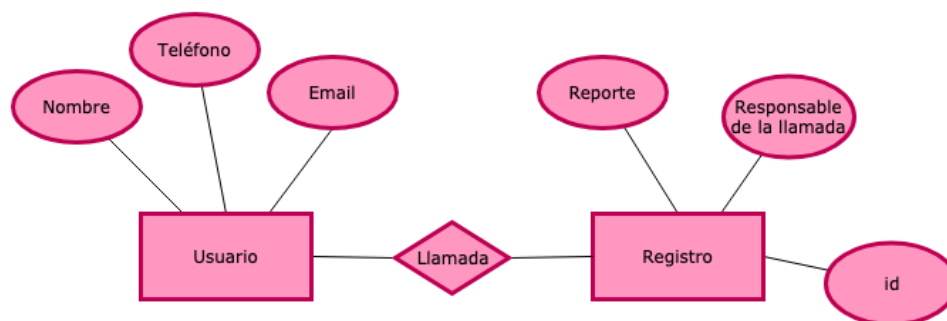 Teléfono
Nombre
Email
Reporte
Responsable
de la llamada
Usuario
Llamada
Registro
id